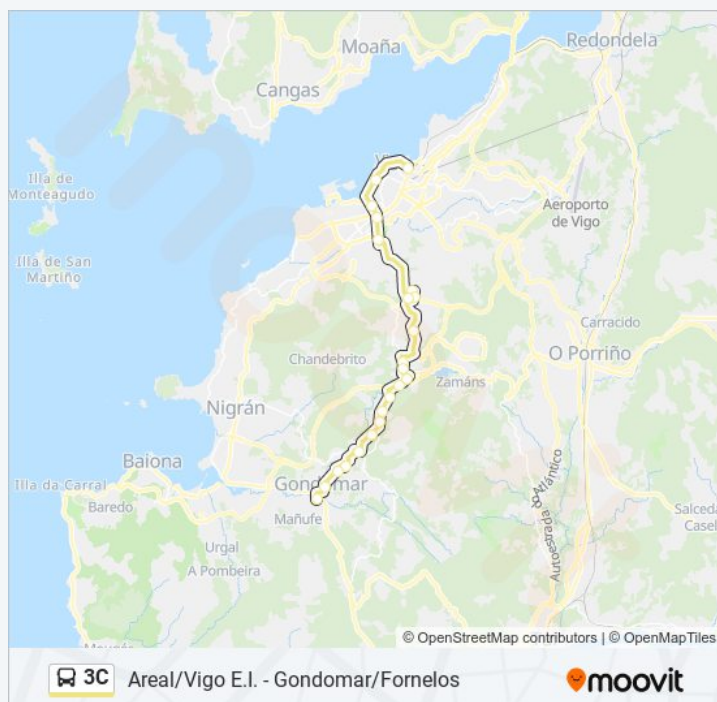 Redondela
Moaña
Cangas
Illa de
Monteagudo
Aeroporto
de Vigo
Illa de San
Martiño
Carracido
Chandebrito
O Porriño
Zamáns
Nigrán
Baiona
Illa da Carral
Gondomar
Baredo
Mañufe
Autoestrada do Atlántico
Salceda
Casel
Urgal
A Pombeira
© OpenStreetMap contributors | © OpenMapTiles
3C Areal/Vigo E.I. - Gondomar/Fornelos
moovit